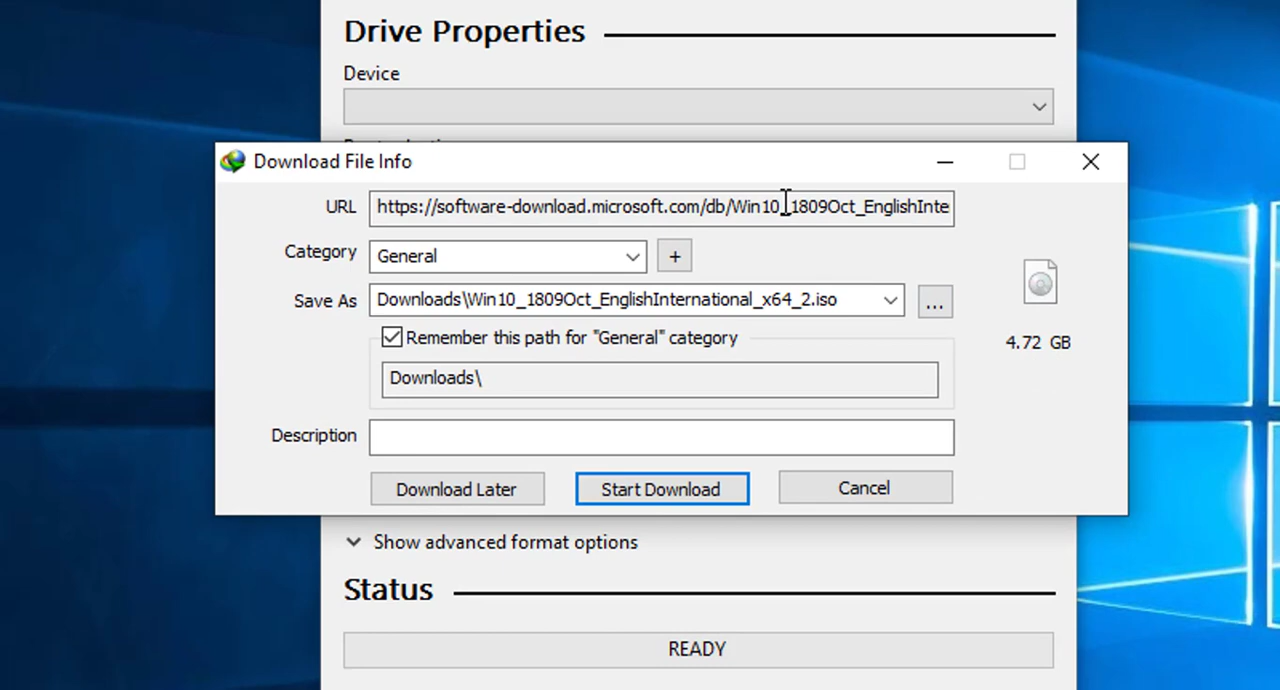 Drive Properties
Device
Download File Info
URL https://software-download.microsoft.com/db/Win10_1809Oct_EnglishInte
Category General +
Save As Downloads\Win10_1809Oct_EnglishInternational_x64_2.iso ...
Remember this path for "General" category
4.72 GB
Downloads\
Description
Download Later Start Download Cancel
Show advanced format options
Status
READY